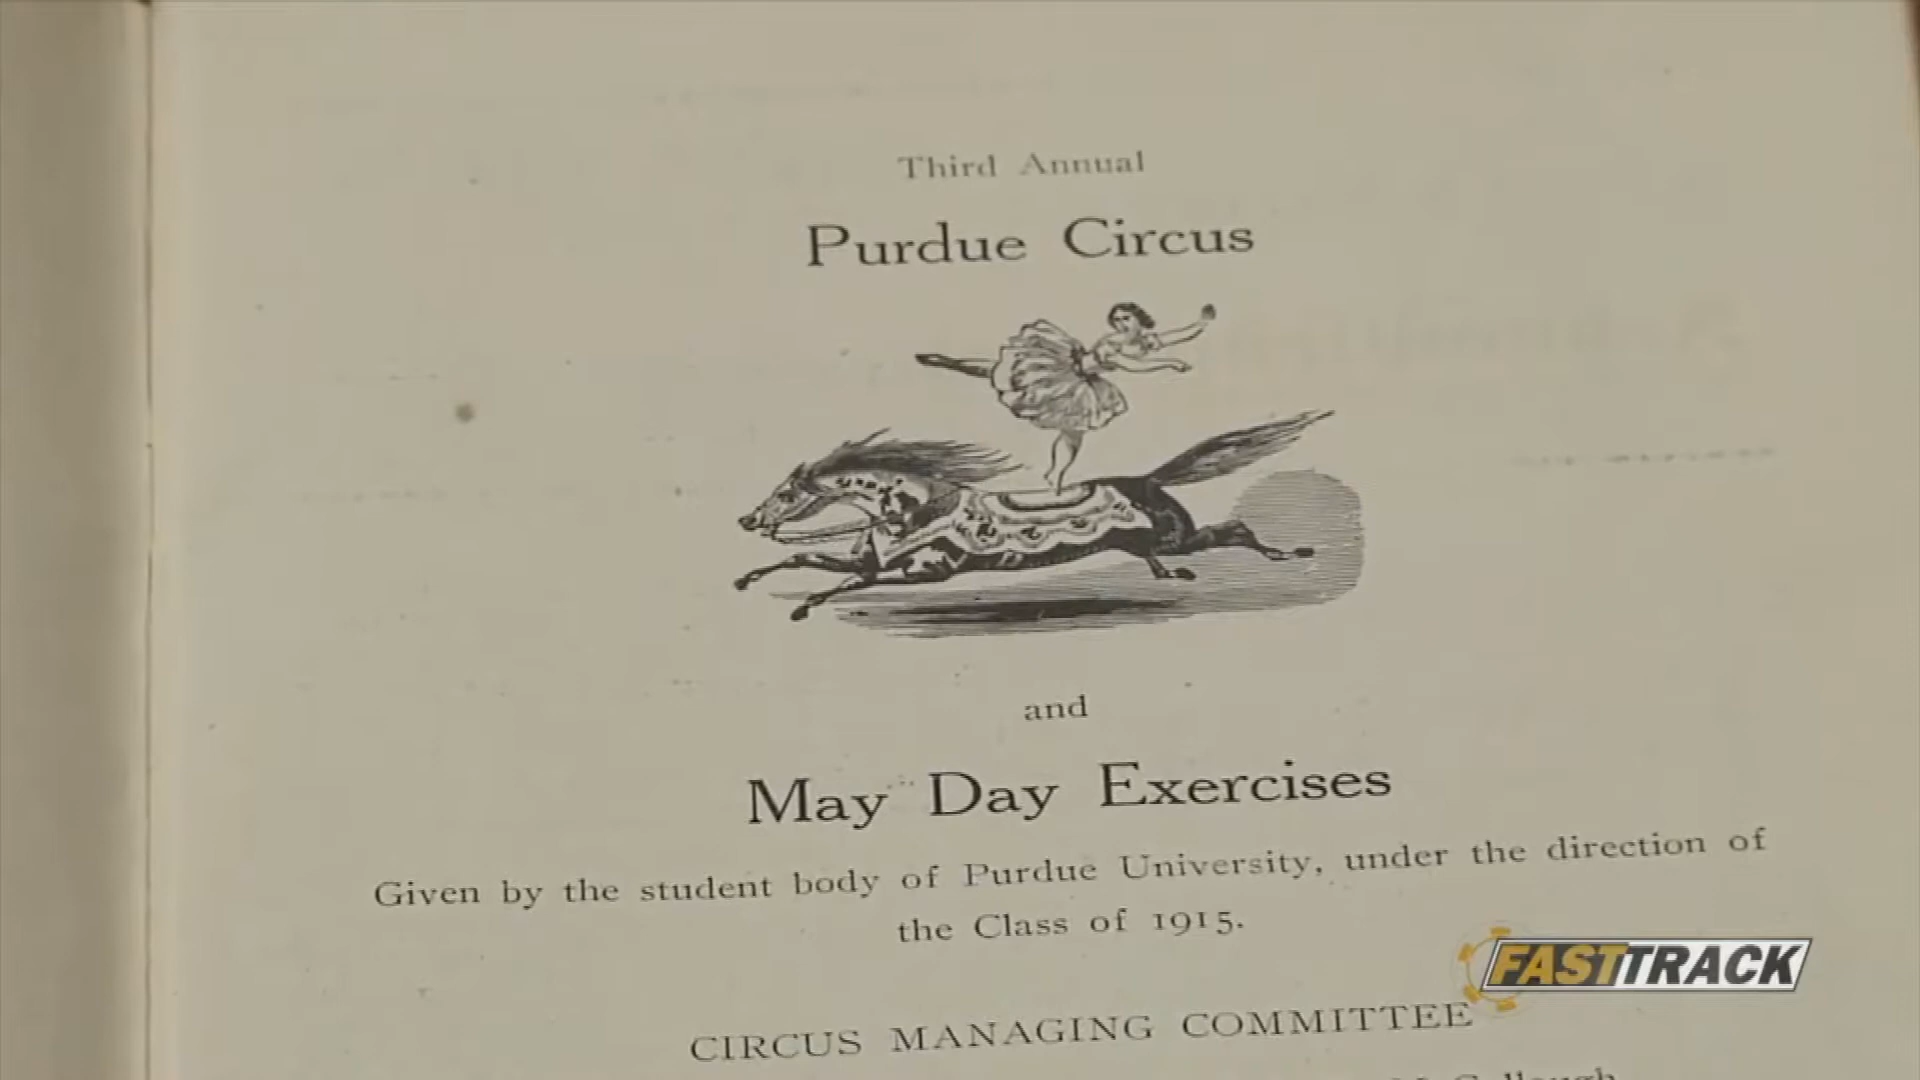 Third Annual
Purdue Circus
and
May Day Exercises
Given by the student body of Purdue University, under the direction of
the Class of 1915.
FASTTRACK
CIRCUS MANAGING COMMITTEE